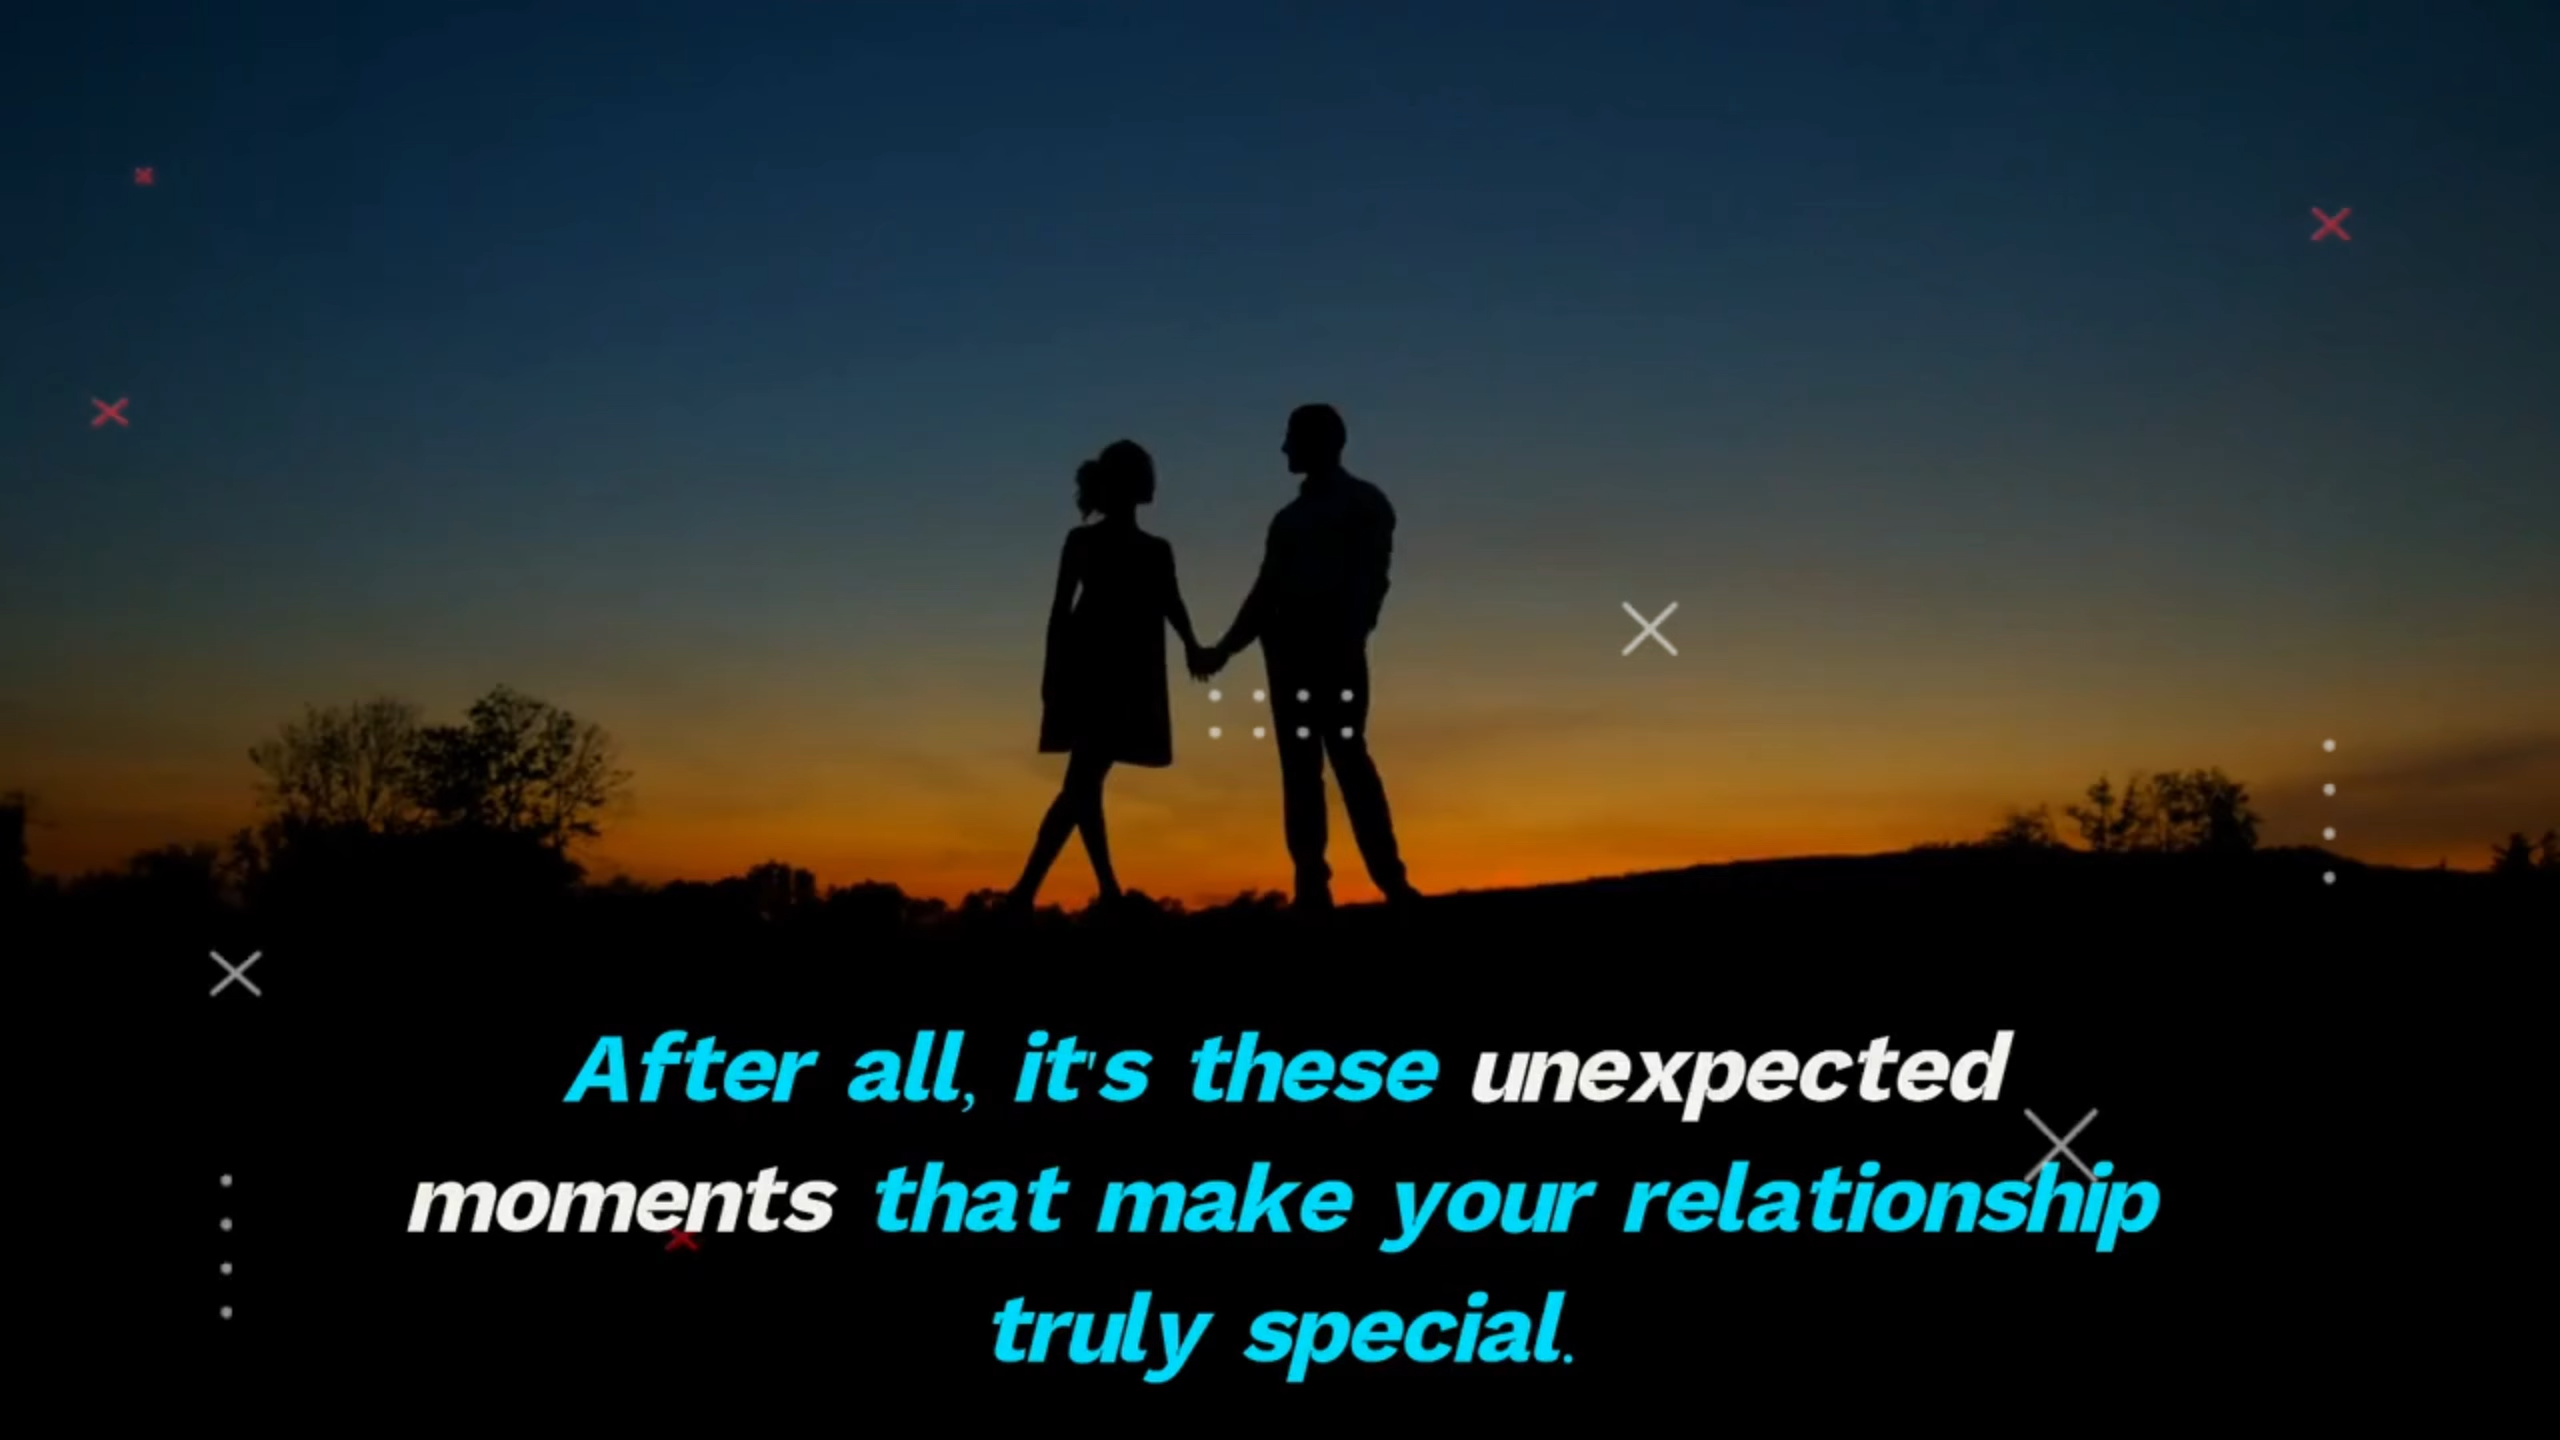 After all, it's these unexpected
moments that make your relationship
truly special.